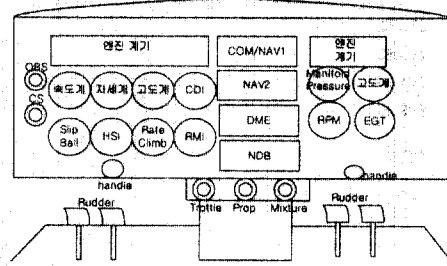 엔진 계기
COM/NAV1
엔진
계기
OBS
속도계
자세계
고도계
CDI
NAV2
Manifold
Pressure
고도계
CS
Slip
Ball
HSI
Rate
Climb
RMI
DME
RPM
EGT
NDB
handle
handle
Rudder
Trottle
Prop
Mixture
Rudder